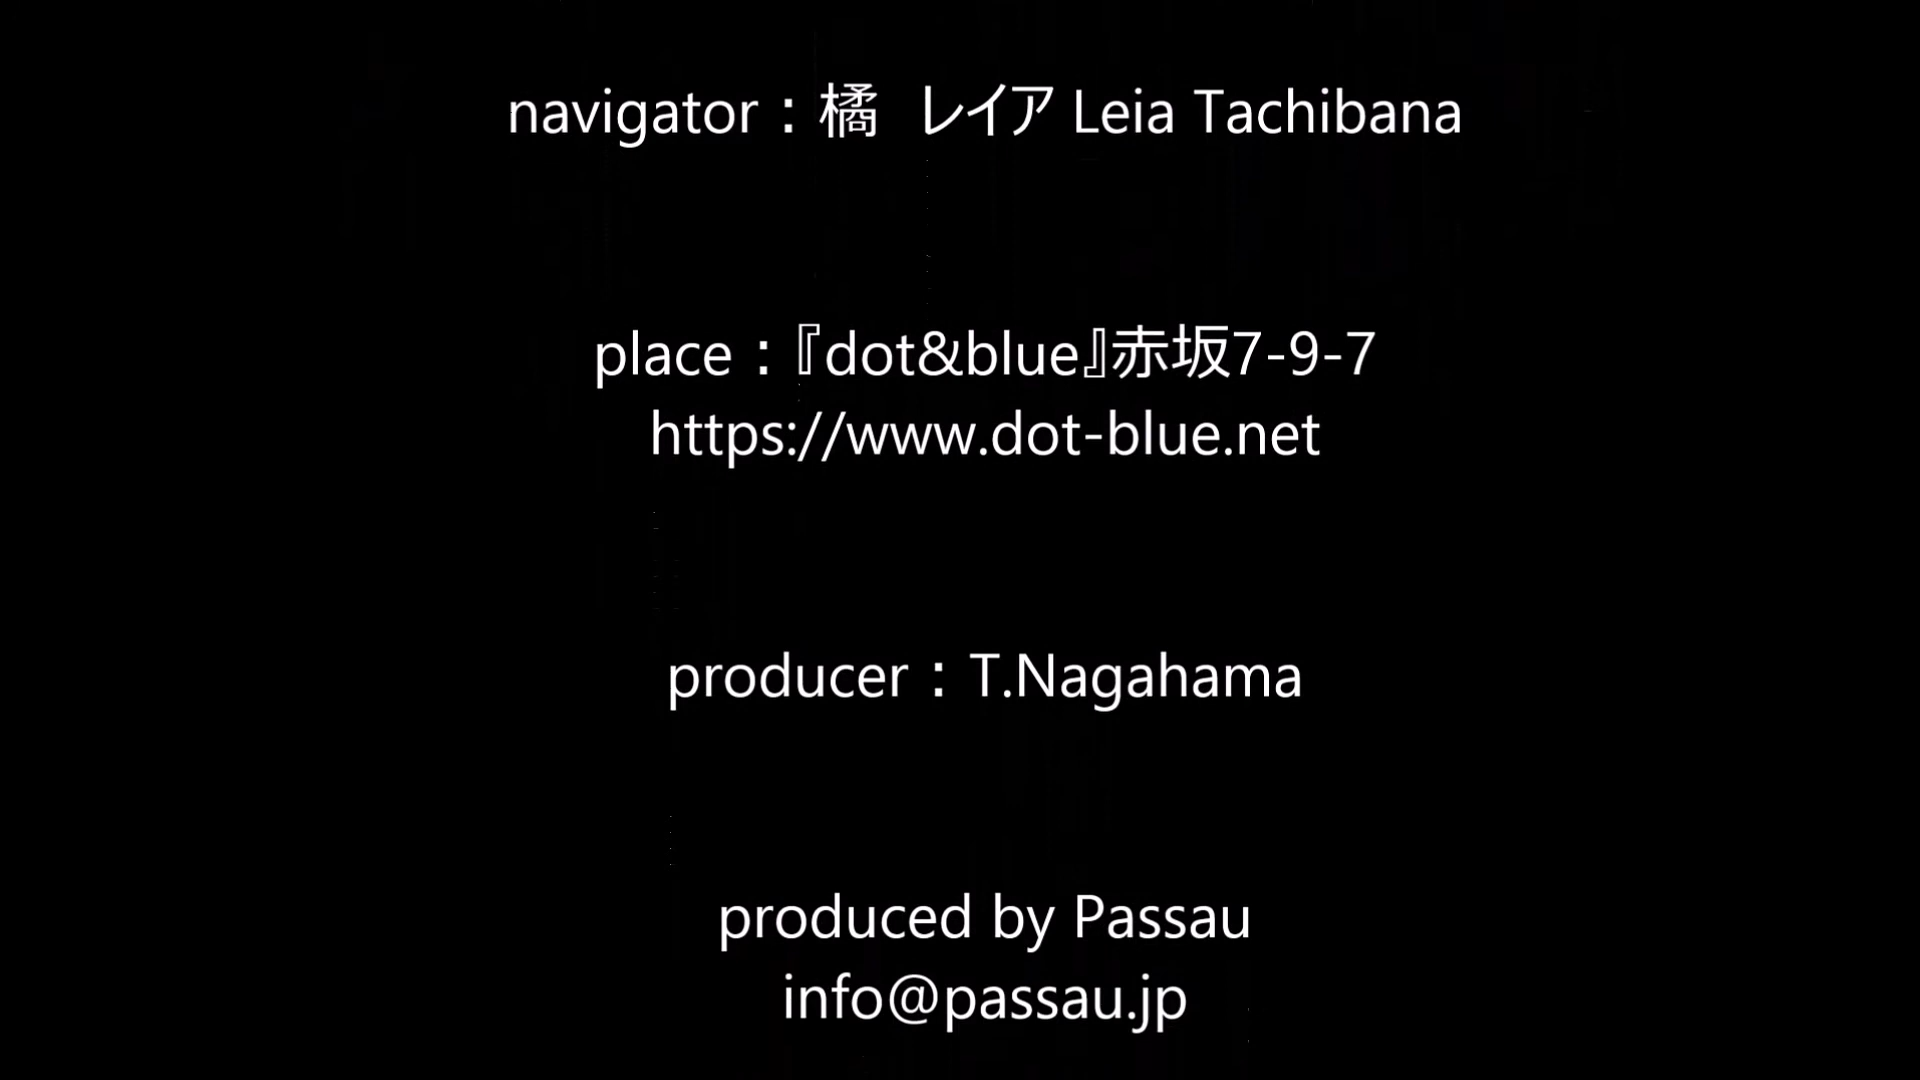 navigator：橘　レイア Leia Tachibana
place：『dot&blue』赤坂7-9-7
https://www.dot-blue.net
producer：T.Nagahama
produced by Passau
info@passau.jp